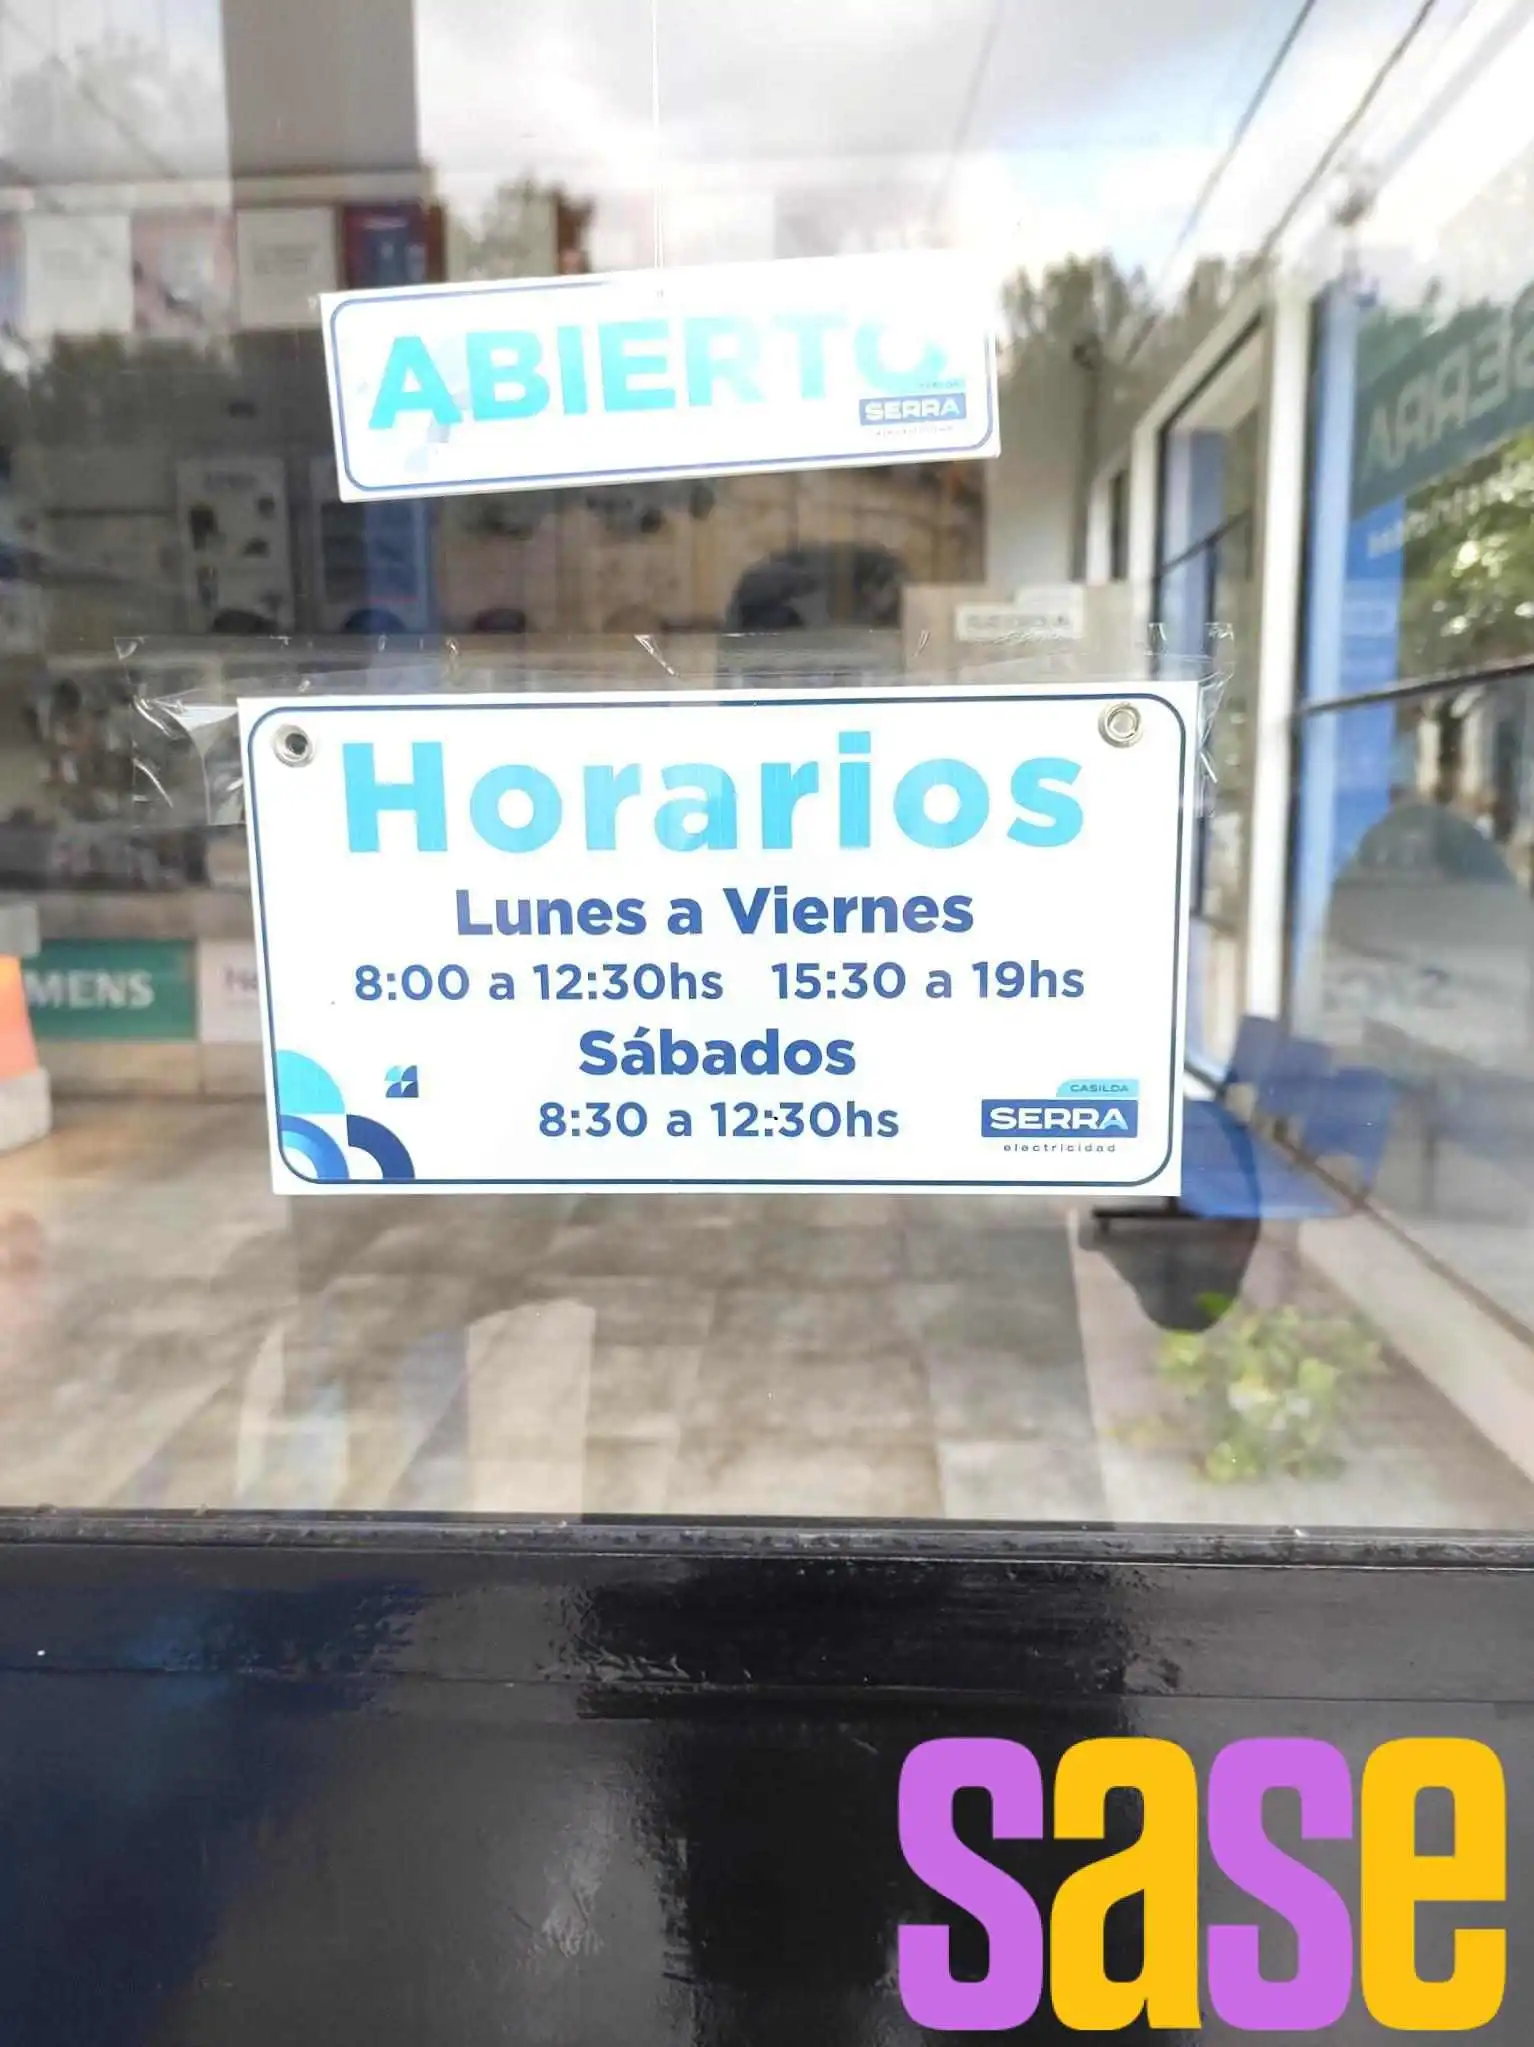 ABIERTO
SERRA
Horarios
Lunes a Viernes
8:00 a 12:30hs 15:30 a 19hs
Sábados
8:30 a 12:30hs
CASILDA
SERRA
electricidad
MENS
SERRA
sase